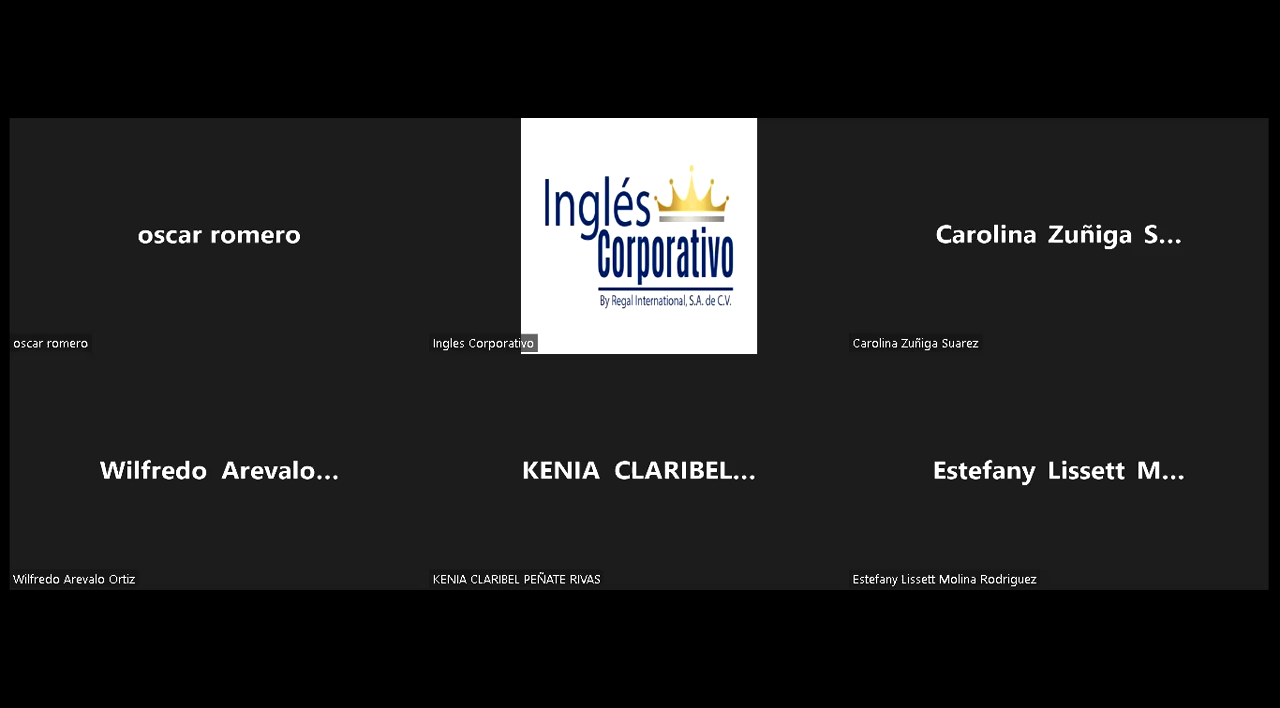 oscar romero
oscar romero
Inglés
Corporativo
By Regal International, S.A. de C.V.
Ingles Corporativo
Carolina Zuñiga S...
Carolina Zuñiga Suarez
Wilfredo Arevalo...
Wilfredo Arevalo Ortiz
KENIA CLARIBEL...
KENIA CLARIBEL PEÑATE RIVAS
Estefany Lissett M...
Estefany Lissett Molina Rodriguez